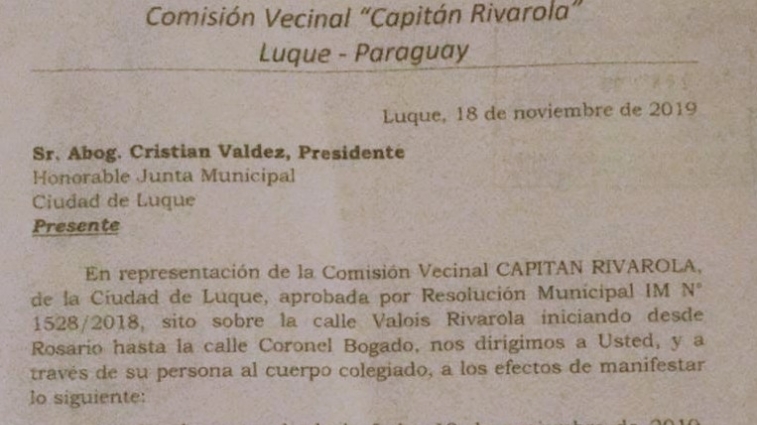 Comisión Vecinal "Capitán Rivarola"
Luque - Paraguay
Luque, 18 de noviembre de 2019
Sr. Abog. Cristian Valdez, Presidente
Honorable Junta Municipal
Ciudad de Luque
Presente
En representación de la Comisión Vecinal CAPITAN RIVAROLA,
de la Ciudad de Luque, aprobada por Resolución Municipal IM N°
1528/2018, sito sobre la calle Valois Rivarola iniciando desde
Rosario hasta la calle Coronel Bogado, nos dirigimos a Usted, y a
través de su persona al cuerpo colegiado, a los efectos de manifestar
lo siguiente: